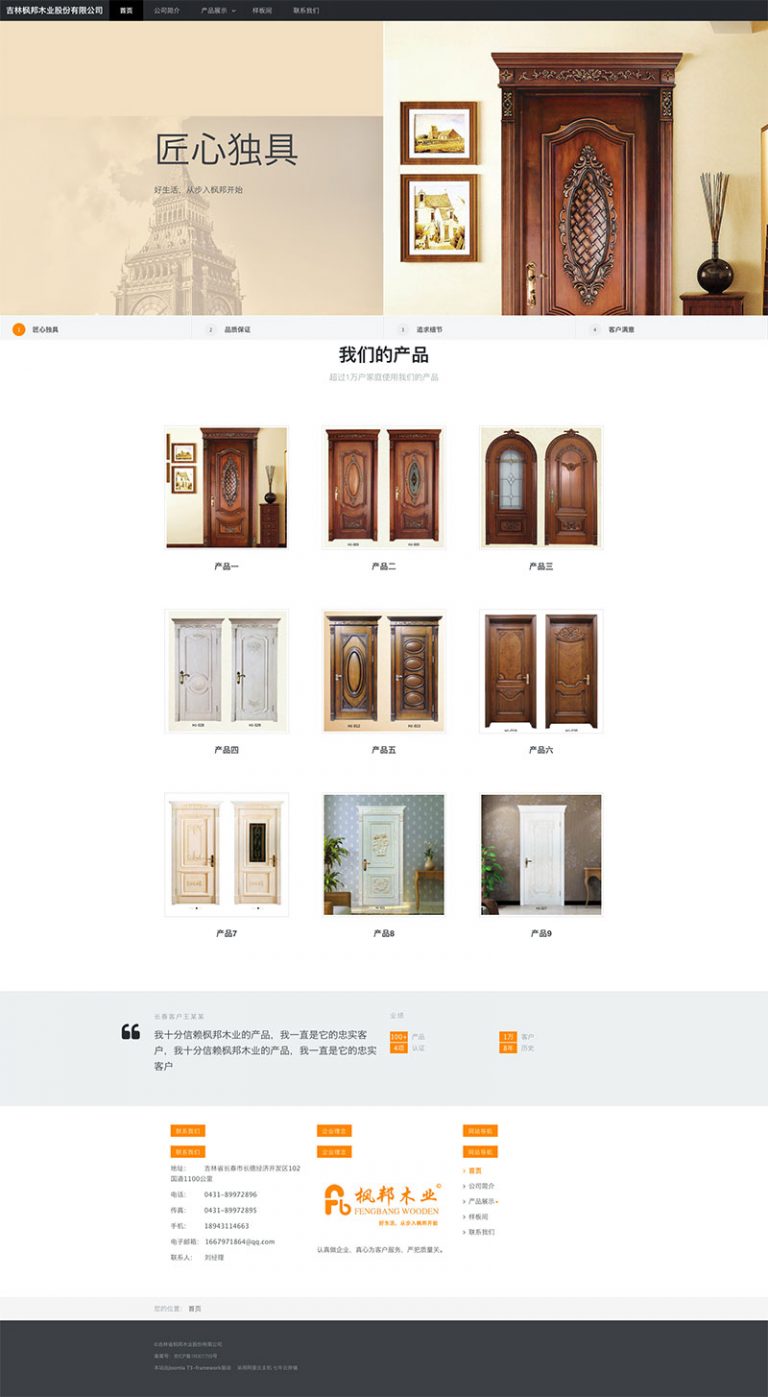 吉林枫邦木业股份有限公司
首页
公司简介
产品展示
样板间
联系我们
匠心独具
好生活、从步入枫邦开始
1 匠心独具
2 品质保证
3 追求细节
4 客户满意
我们的产品
超过1万户家庭使用我们的产品
产品一
产品二
产品三
产品四
产品五
产品六
产品7
产品8
产品9
长春客户王某某
我十分信赖枫邦木业的产品，我一直是它的忠实客
户，我十分信赖枫邦木业的产品，我一直是它的忠实
客户
业绩
100+ 产品
1万 客户
4项 认证
8年 历史
联系我们
联系我们
地址： 吉林省长春市长德经济开发区102
国道1100公里
电话： 0431-89972896
传真： 0431-89972895
手机： 18943114663
电子邮箱： 1667971864@qq.com
联系人： 刘经理
企业理念
企业理念
枫邦木业
FENGBANG WOODEN
好生活、从步入枫邦开始
认真做企业、真心为客户服务、严把质量关。
网站导航
网站导航
首页
公司简介
产品展示
样板间
联系我们
您的位置： 首页
©吉林省枫邦木业股份有限公司